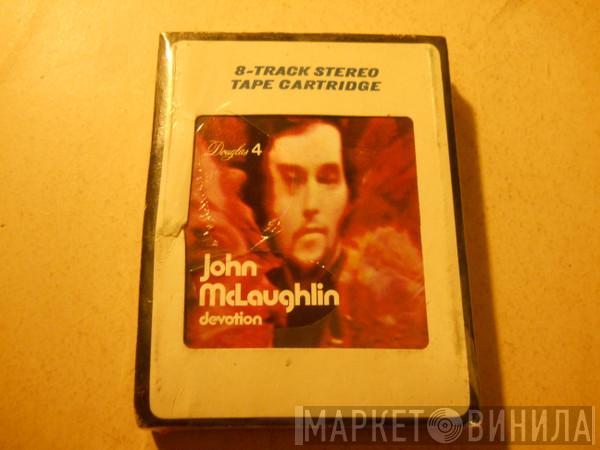 8-TRACK STEREO
TAPE CARTRIDGE
Douglas 4
John
McLaughlin
devotion
МАРКЕТ ВИНИЛА